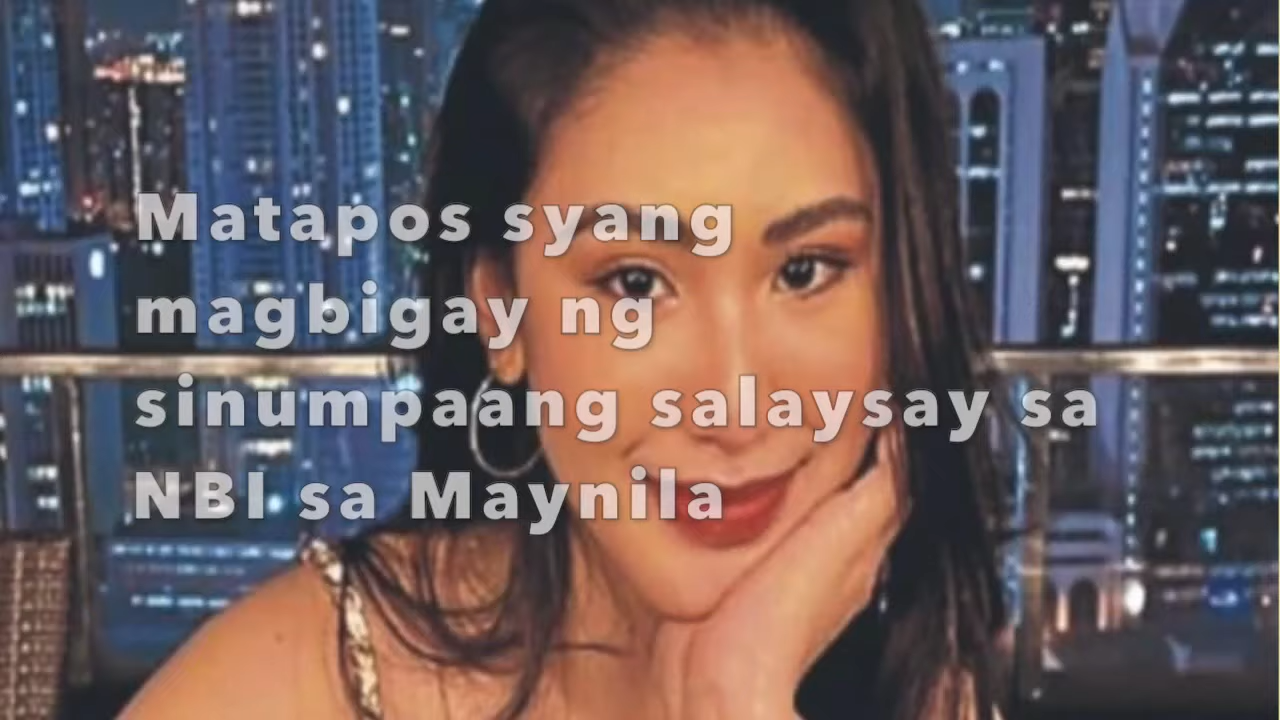 Matapos syang
magbigay ng
sinumpaang salaysay sa
NBI sa Maynila